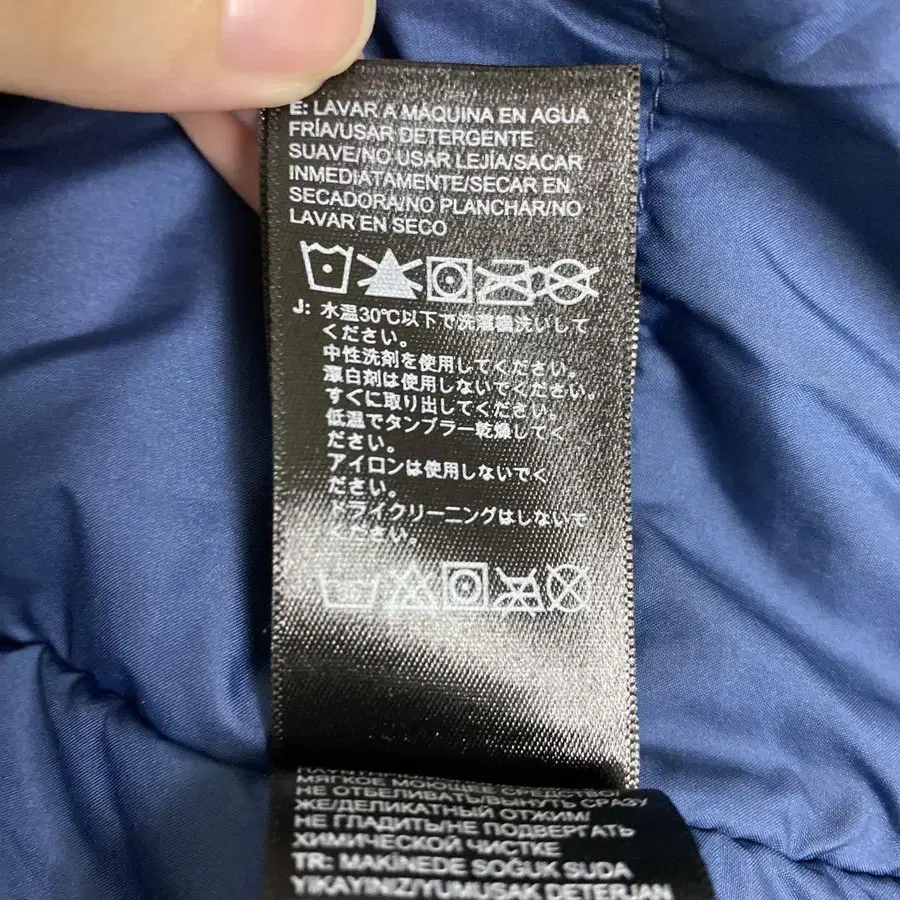 E: LAVAR A MÁQUINA EN AGUA
FRÍA/USAR DETERGENTE
SUAVE/NO USAR LEJÍA/SACAR
INMEDIATAMENTE/SECAR EN
SECADORA/NO PLANCHAR/NO
LAVAR EN SECO
J: 水温30℃以下で洗濯機洗いして
ください。
中性洗剤を使用してください。
漂白剤は使用しないでください。
すぐに取り出してください。
低温でタンブラー乾燥してく
ださい。
アイロンは使用しないでく
ださい。
ドライクリーニングはしないで
ください。
МЯГКОЕ МОЮЩЕЕ СРЕДСТВО/
НЕ ОТБЕЛИВАТЬ/ВЫНУТЬ СРАЗУ
ЖЕ/ДЕЛИКАТНЫЙ ОТЖИМ/
НЕ ГЛАДИТЬ/НЕ ПОДВЕРГАТЬ
ХИМИЧЕСКОЙ ЧИСТКЕ
TR: MAKİNEDE SOĞUK SUDA
YIKAYINIZ/YUMUŞAK DETERJAN